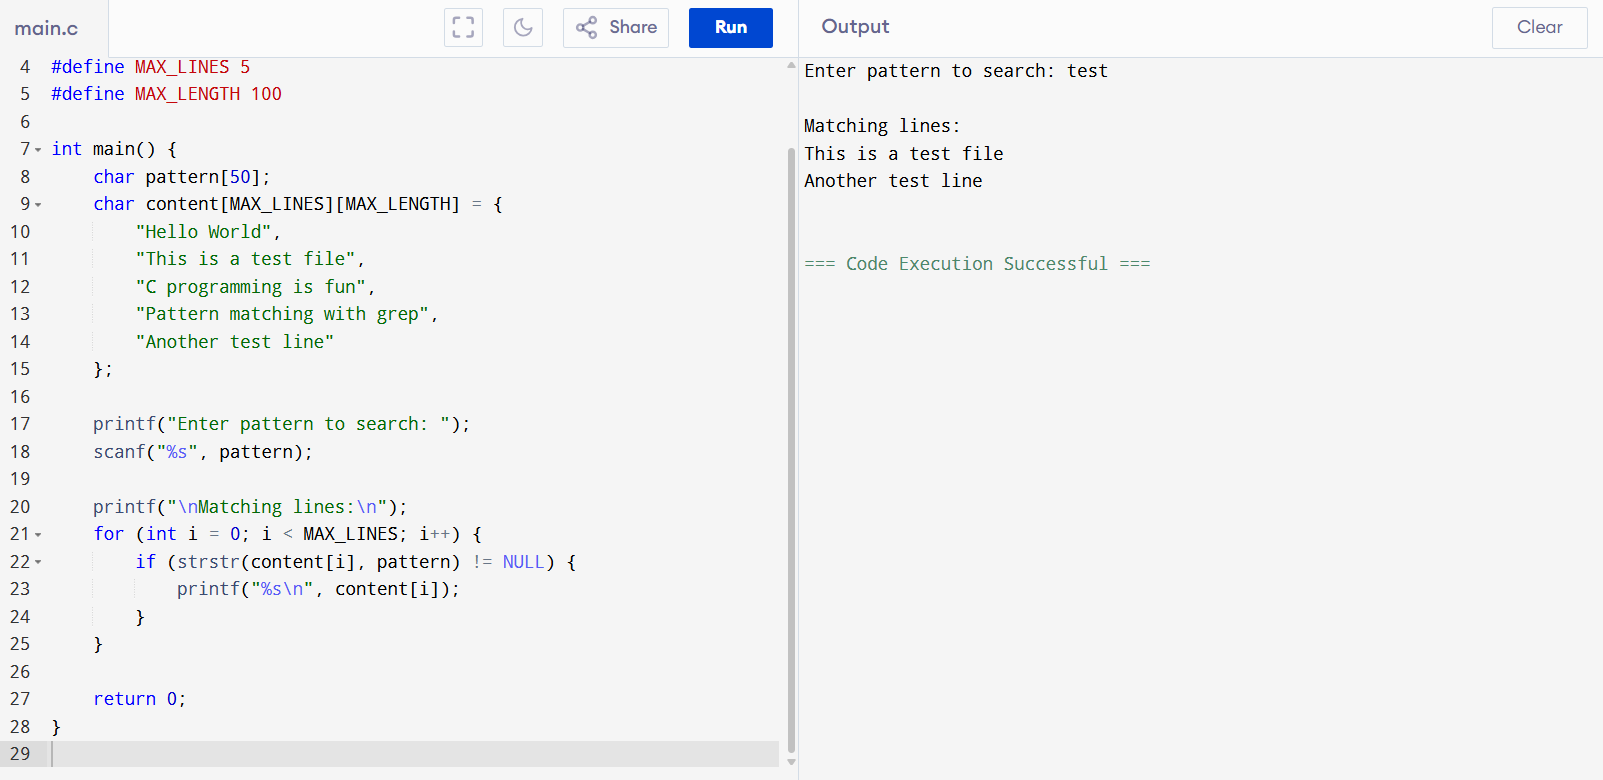 main.c
Share
Run
Output
Clear
4 #define MAX_LINES 5
5 #define MAX_LENGTH 100
6
7 int main() {
8     char pattern[50];
9     char content[MAX_LINES][MAX_LENGTH] = {
10         "Hello World",
11         "This is a test file",
12         "C programming is fun",
13         "Pattern matching with grep",
14         "Another test line"
15     };
16
17     printf("Enter pattern to search: ");
18     scanf("%s", pattern);
19
20     printf("\nMatching lines:\n");
21     for (int i = 0; i < MAX_LINES; i++) {
22         if (strstr(content[i], pattern) != NULL) {
23             printf("%s\n", content[i]);
24         }
25     }
26
27     return 0;
28 }
29
Enter pattern to search: test

Matching lines:
This is a test file
Another test line

=== Code Execution Successful ===